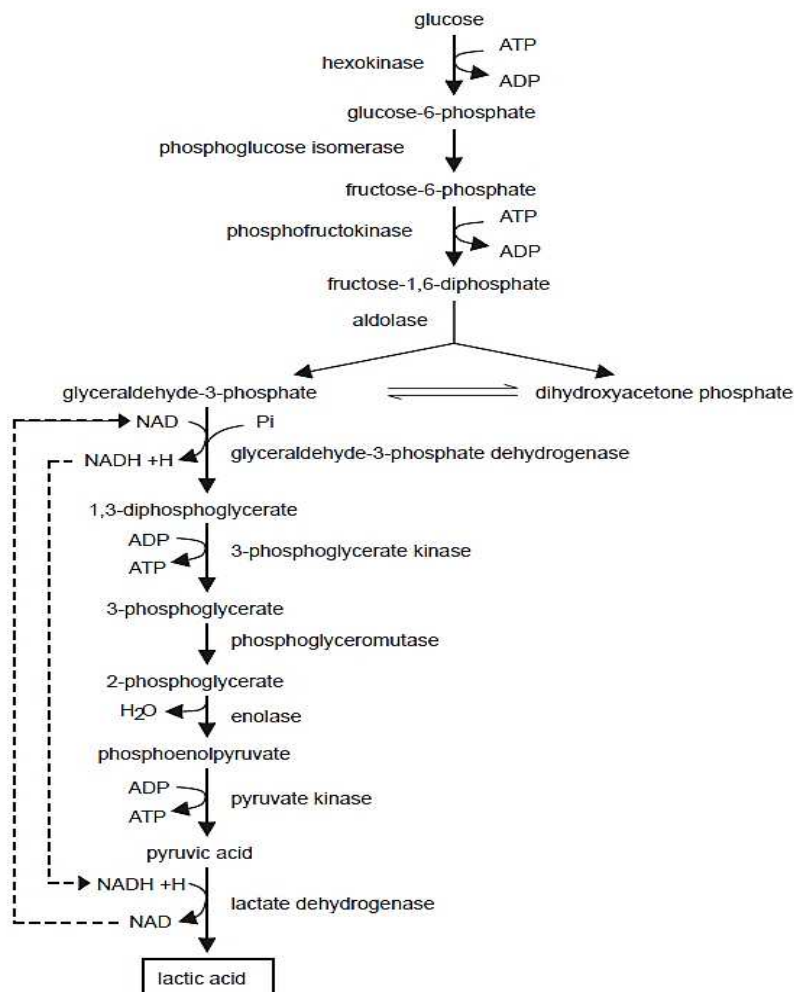 glucose
ATP
hexokinase
ADP
glucose-6-phosphate
phosphoglucose isomerase
fructose-6-phosphate
ATP
phosphofructokinase
ADP
fructose-1,6-diphosphate
aldolase
glyceraldehyde-3-phosphate
dihydroxyacetone phosphate
NAD
Pi
NADH +H
glyceraldehyde-3-phosphate dehydrogenase
1,3-diphosphoglycerate
ADP
3-phosphoglycerate kinase
ATP
3-phosphoglycerate
phosphoglyceromutase
2-phosphoglycerate
H2O
enolase
phosphoenolpyruvate
ADP
pyruvate kinase
ATP
pyruvic acid
NADH +H
lactate dehydrogenase
NAD
lactic acid